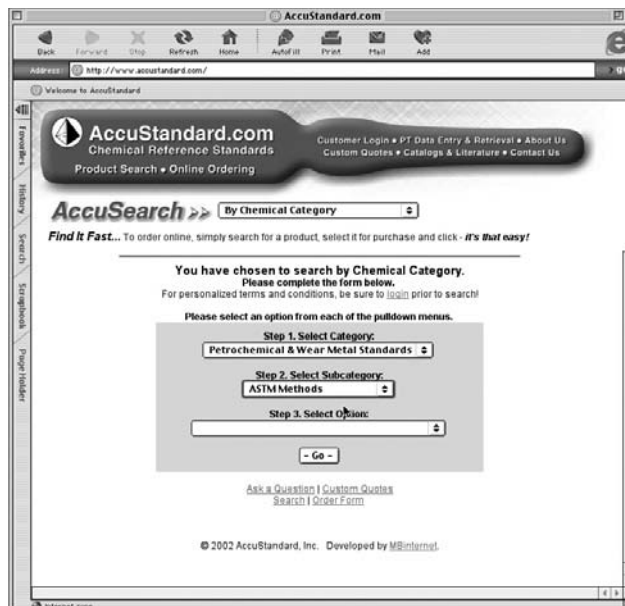 AccuStandard.com
Back Forward Stop Refresh Home AutoFill Print Mail Add
Address: http://www.accustandard.com/
Welcome to AccuStandard
Favorites
History
Search
Scrapbook
Page Holder
AccuStandard.com
Chemical Reference Standards
Product Search • Online Ordering
Customer Login • PT Data Entry & Retrieval • About Us
Custom Quotes • Catalogs & Literature • Contact Us
AccuSearch >> By Chemical Category
Find It Fast... To order online, simply search for a product, select it for purchase and click - it's that easy!
You have chosen to search by Chemical Category.
Please complete the form below.
For personalized terms and conditions, be sure to login prior to search!
Please select an option from each of the pulldown menus.
Step 1. Select Category:
Petrochemical & Wear Metal Standards
Step 2. Select Subcategory:
ASTM Methods
Step 3. Select Option:
- Go -
Ask a Question | Custom Quotes
Search | Order Form
© 2002 AccuStandard, Inc. Developed by MBinternet.